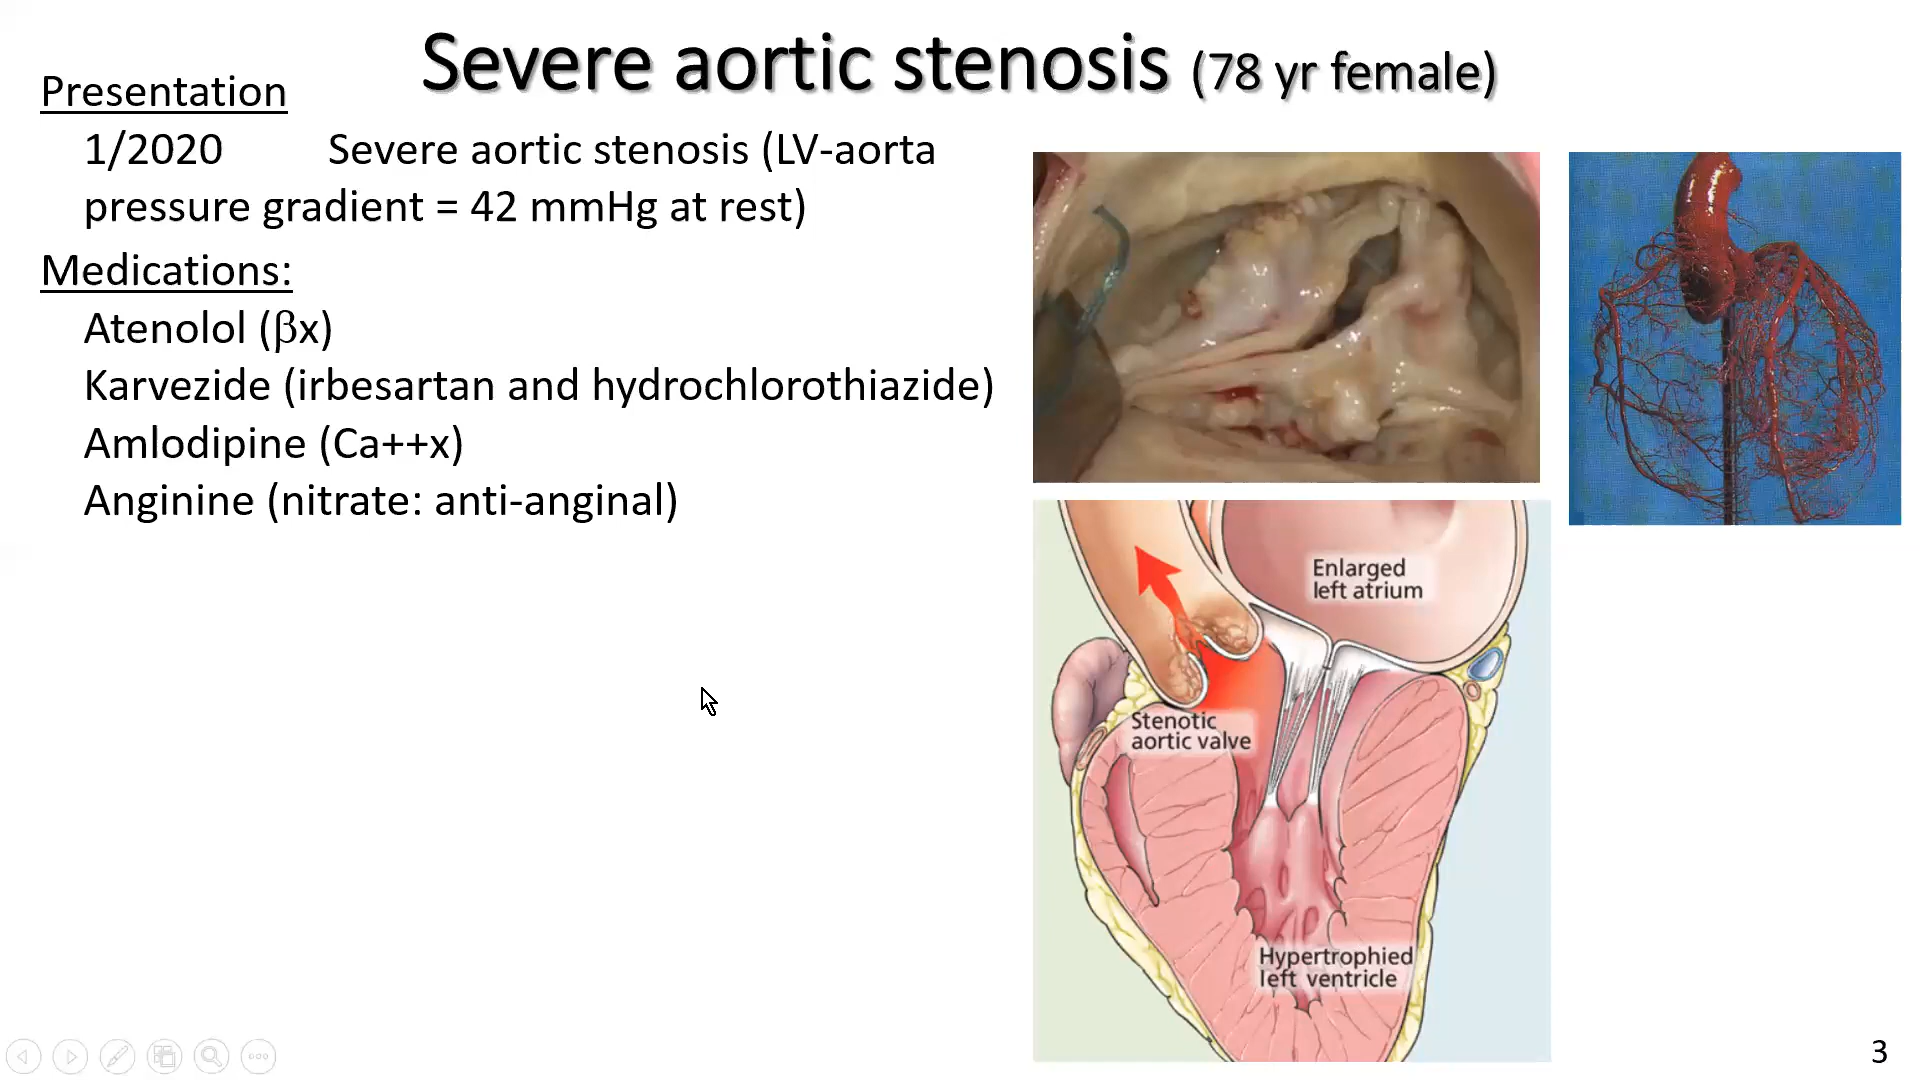 Severe aortic stenosis (78 yr female)
Presentation
1/2020 Severe aortic stenosis (LV-aorta
pressure gradient = 42 mmHg at rest)
Medications:
Atenolol (βx)
Karvezide (irbesartan and hydrochlorothiazide)
Amlodipine (Ca++x)
Anginine (nitrate: anti-anginal)
Enlarged
left atrium
Stenotic
aortic valve
Hypertrophied
left ventricle
3